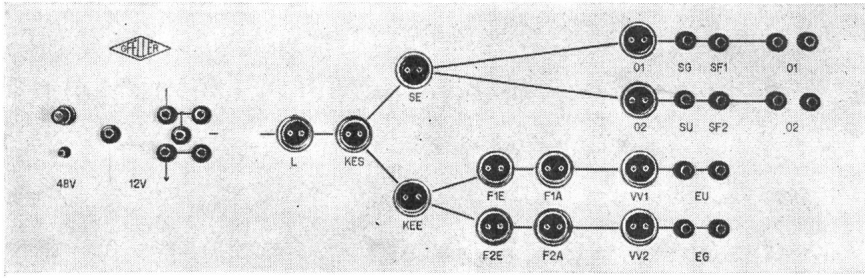 GFELLER
O1 SG SF1 O1
SE
O2 SU SF2 O2
L KES
48V 12V
F1E F1A VV1 EU
KEE
F2E F2A VV2 EG